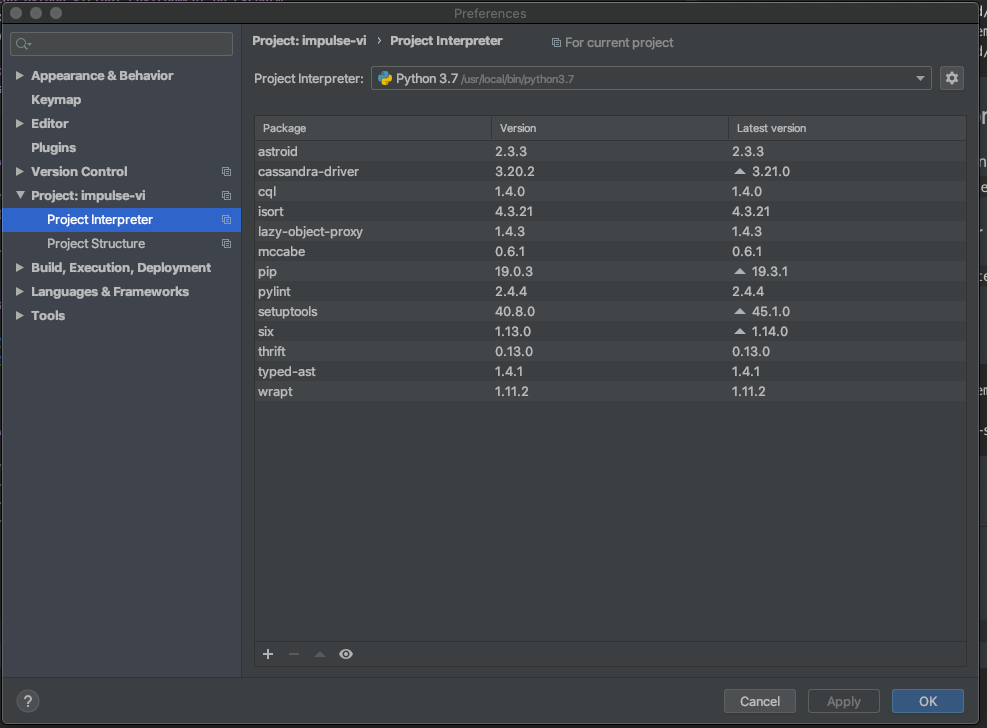 Preferences
Project: impulse-vi › Project Interpreter For current project
Appearance & Behavior
Keymap
Editor
Plugins
Version Control
Project: impulse-vi
Project Interpreter
Project Structure
Build, Execution, Deployment
Languages & Frameworks
Tools
Project Interpreter: Python 3.7 /usr/local/bin/python3.7
Package Version Latest version
astroid 2.3.3 2.3.3
cassandra-driver 3.20.2 3.21.0
cql 1.4.0 1.4.0
isort 4.3.21 4.3.21
lazy-object-proxy 1.4.3 1.4.3
mccabe 0.6.1 0.6.1
pip 19.0.3 19.3.1
pylint 2.4.4 2.4.4
setuptools 40.8.0 45.1.0
six 1.13.0 1.14.0
thrift 0.13.0 0.13.0
typed-ast 1.4.1 1.4.1
wrapt 1.11.2 1.11.2
? Cancel Apply OK